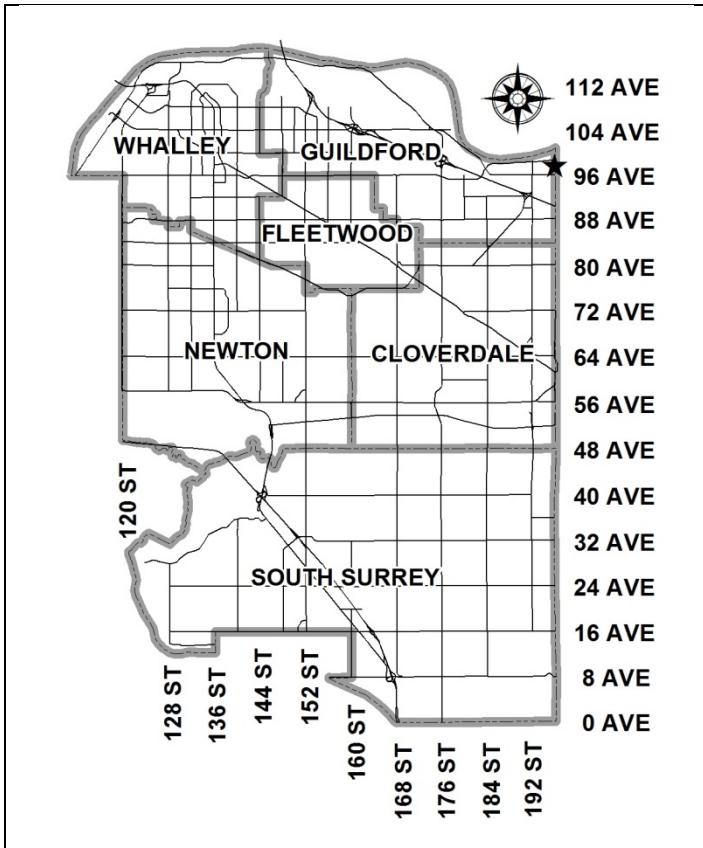 112 AVE
104 AVE
WHALLEY
GUILDFORD
96 AVE
88 AVE
FLEETWOOD
80 AVE
72 AVE
NEWTON
CLOVERDALE
64 AVE
56 AVE
48 AVE
120 ST
40 AVE
32 AVE
SOUTH SURREY
24 AVE
16 AVE
8 AVE
128 ST
136 ST
144 ST
152 ST
160 ST
0 AVE
168 ST
176 ST
184 ST
192 ST